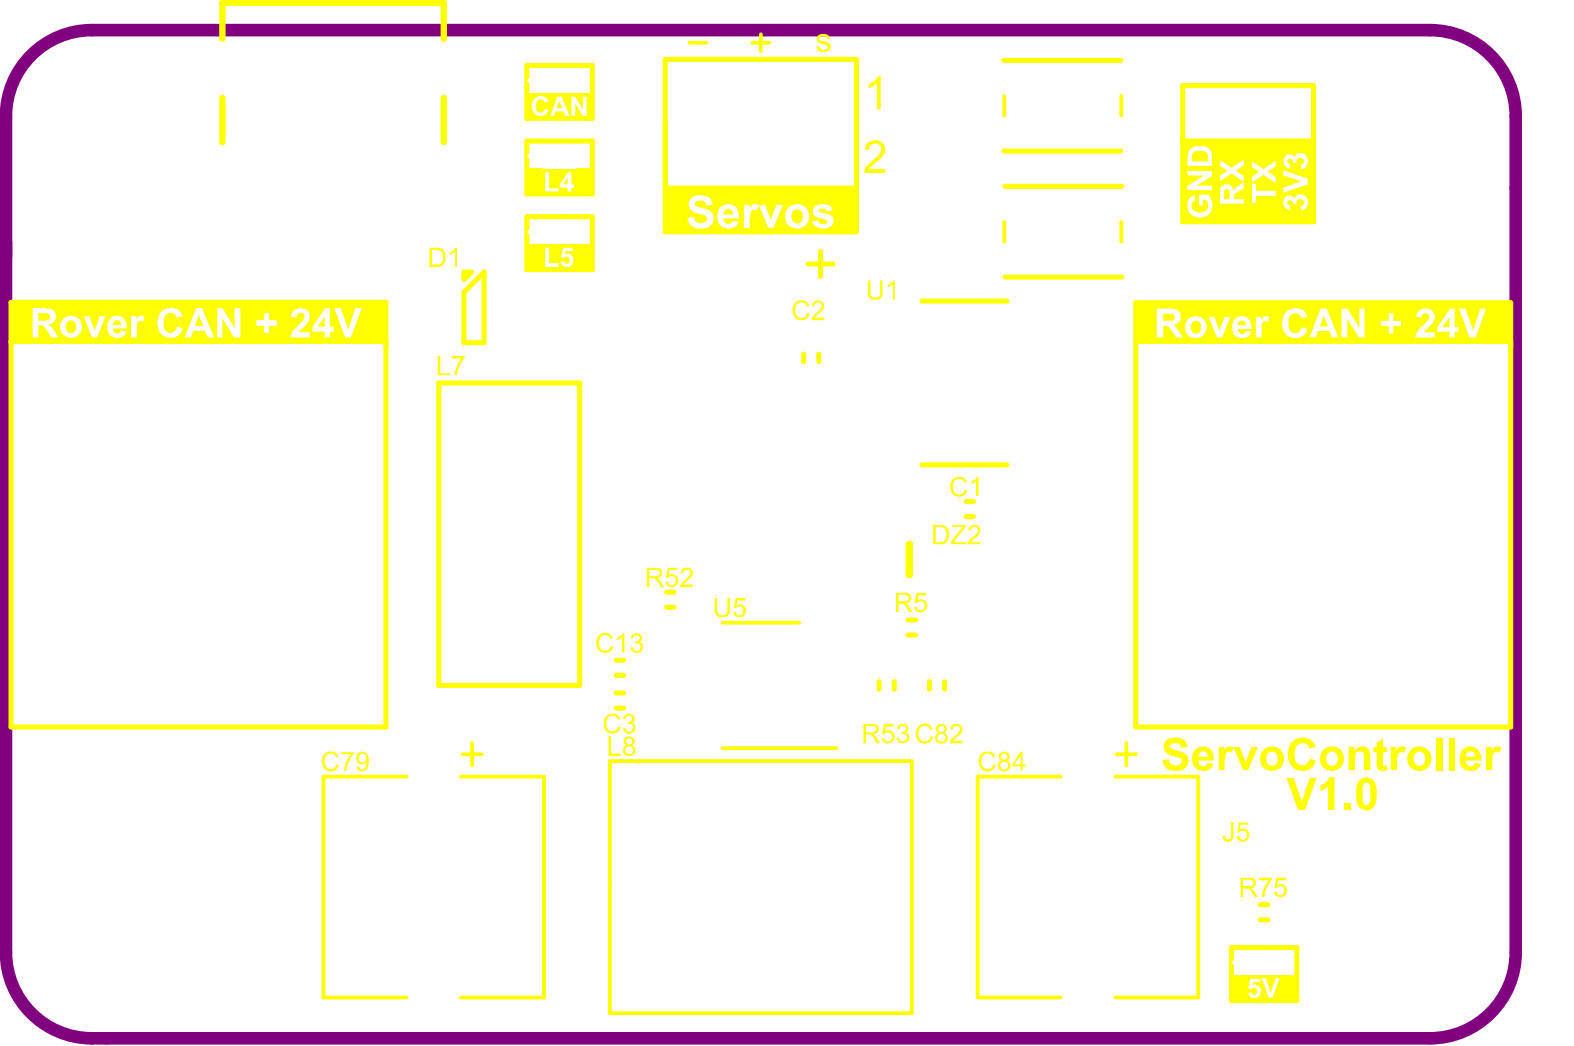 - + s
CAN
1
L4
2
Servos
L5
GND
RX
TX
3V3
D1
+
U1
C2
Rover CAN + 24V
Rover CAN + 24V
L7
C1
DZ2
R52
R5
U5
C13
C3
R53 C82
L8
C79
+
C84
+
ServoController
V1.0
J5
R75
5V